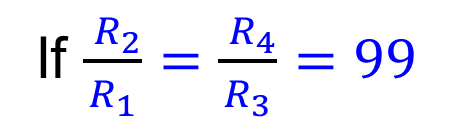 If R₂/R₁ = R₄/R₃ = 99